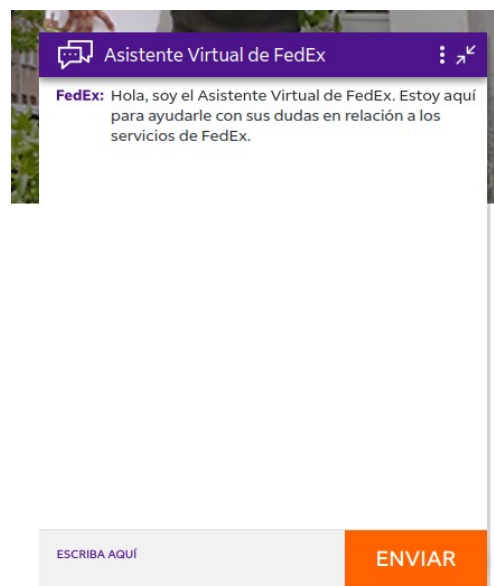 Asistente Virtual de FedEx
FedEx: Hola, soy el Asistente Virtual de FedEx. Estoy aquí
para ayudarle con sus dudas en relación a los
servicios de FedEx.
ESCRIBA AQUÍ
ENVIAR